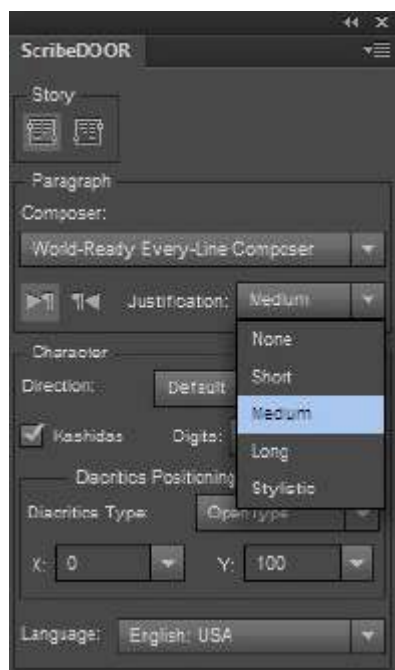 ScribeDOOR
Story
Paragraph
Composer:
World-Ready Every-Line Composer
Justification: Medium
None
Short
Medium
Long
Stylistic
Character
Direction: Default
Kashidas Digits:
Diacritics Positioning
Diacritics Type: OpenType
X: 0 Y: 100
Language: English: USA